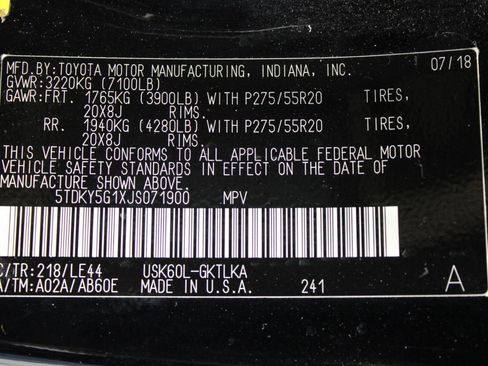 MFD.BY:TOYOTA MOTOR MANUFACTURING, INDIANA, INC. 07/18
GVWR:3220KG (7100LB)
GAWR:FRT. 1765KG (3900LB) WITH P275/55R20 TIRES,
20X8J RIMS.
RR. 1940KG (4280LB) WITH P275/55R20 TIRES,
20X8J RIMS.
THIS VEHICLE CONFORMS TO ALL APPLICABLE FEDERAL MOTOR
VEHICLE SAFETY STANDARDS IN EFFECT ON THE DATE OF
MANUFACTURE SHOWN ABOVE.
5TDKY5G1XJS071900 MPV
C/TR:218/LE44 USK60L-GKTLKA
A/TM:A02A/AB60E MADE IN U.S.A. 241 A